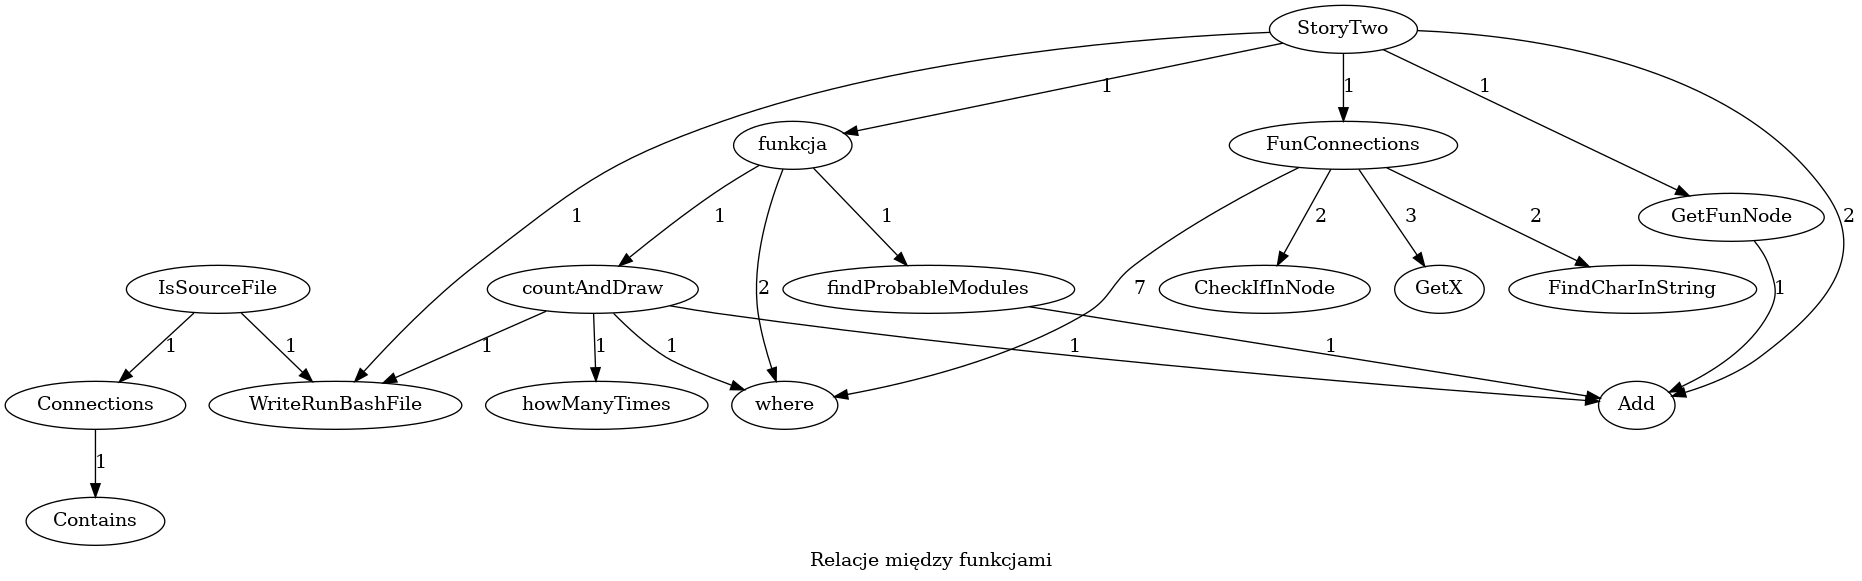 StoryTwo
1
1
1
funkcja
FunConnections
1
1
1
2
3
2
GetFunNode
2
IsSourceFile
countAndDraw
2
findProbableModules
7
CheckIfInNode
GetX
FindCharInString
1
1
1
1
1
1
1
1
Connections
WriteRunBashFile
howManyTimes
where
Add
1
Contains
Relacje między funkcjami